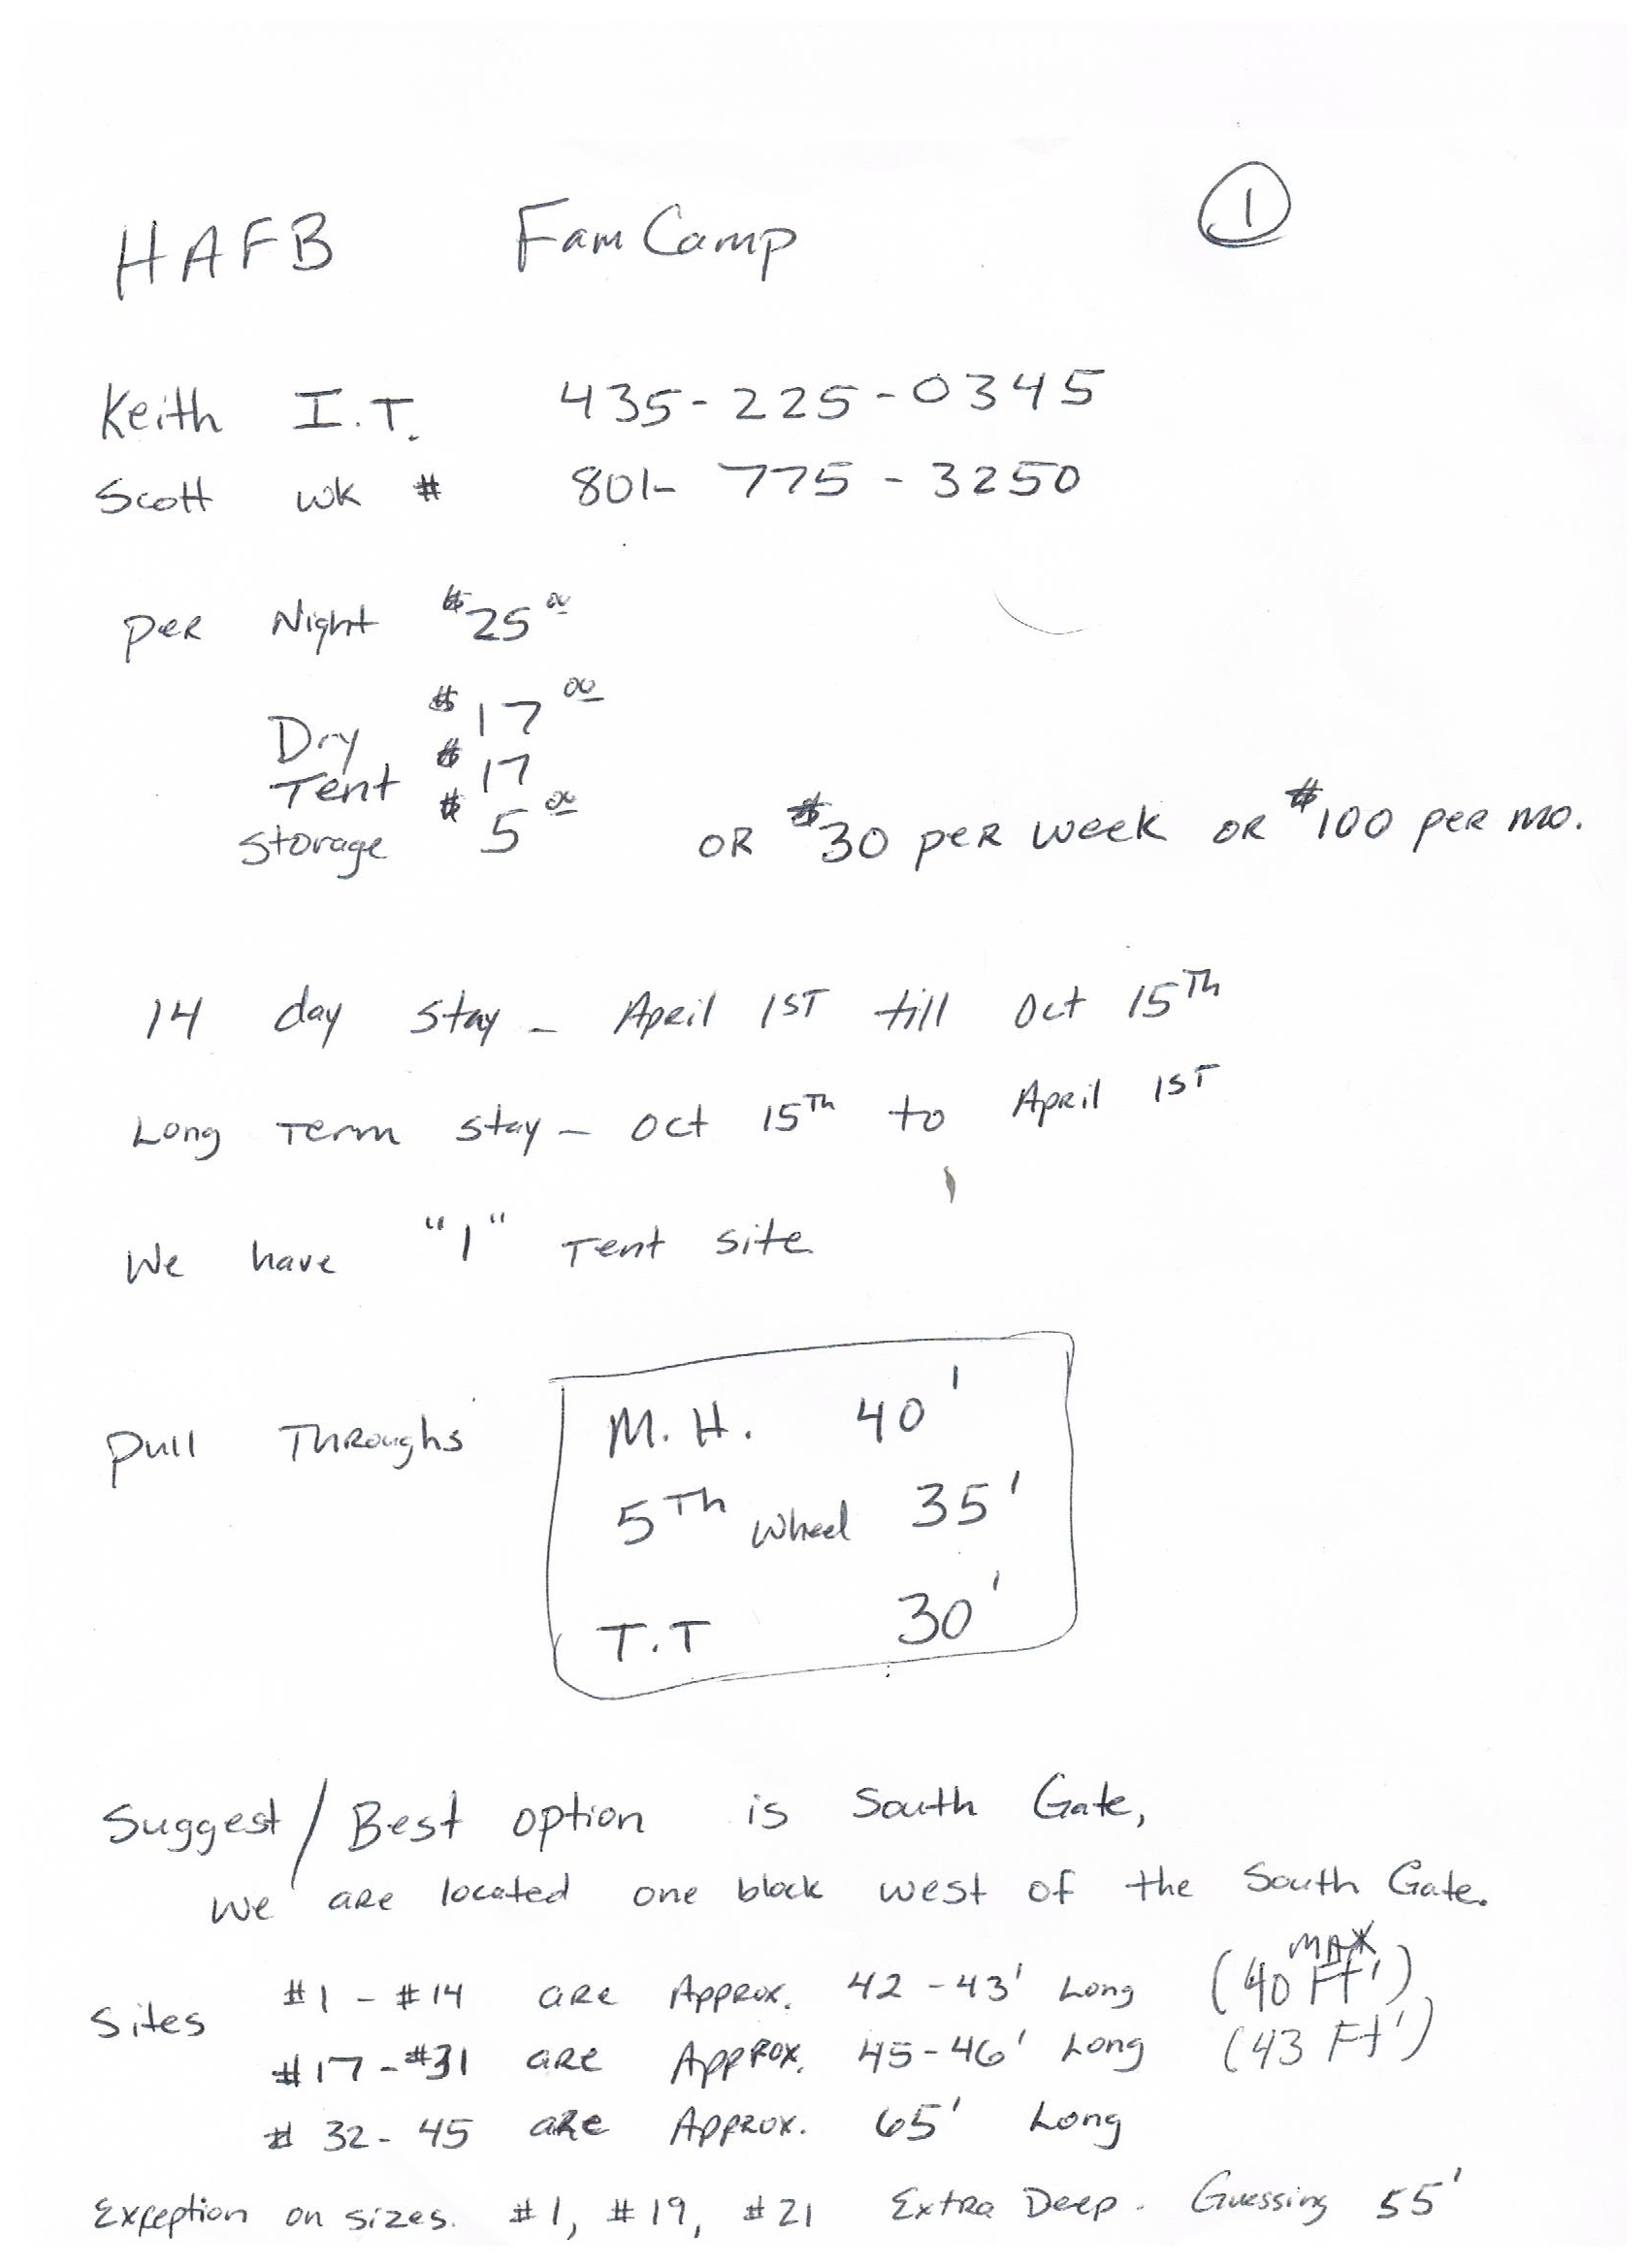 HAFB FamCamp 1
Keith I.T. 435-225-0345
Scott wk # 801-775-3250
per Night $25.00
Dry $17.00
Tent $17
storage $5.00 or $30 per week or $100 per mo.
14 day stay - April 1st till Oct 15th
Long Term stay - Oct 15th to April 1st
We have "1" Tent site
Pull Throughs
M.H. 40'
5th Wheel 35'
T.T 30'
Suggest/Best option is South Gate,
We are located one block west of the South Gate.
Sites #1 - #14 are Approx. 42-43' Long (40 Ft' MAX)
#17-#31 are Approx. 45-46' Long (43 Ft')
# 32-45 are Approx. 65' Long
Exception on sizes. #1, #19, #21 Extra Deep. Guessing 55'